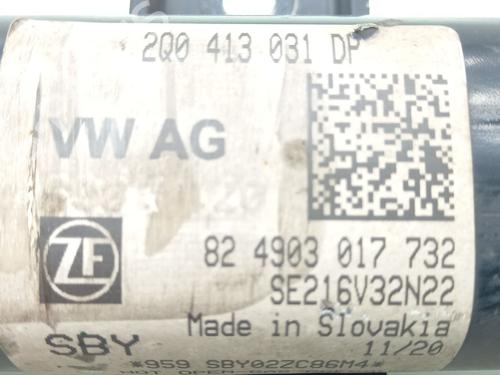 2Q0 413 031 DP
VW AG
ZF
82 4903 017 732
SE216V32N22
Made in Slovakia
SBY
11/20
*959 SBY02ZC86M4*